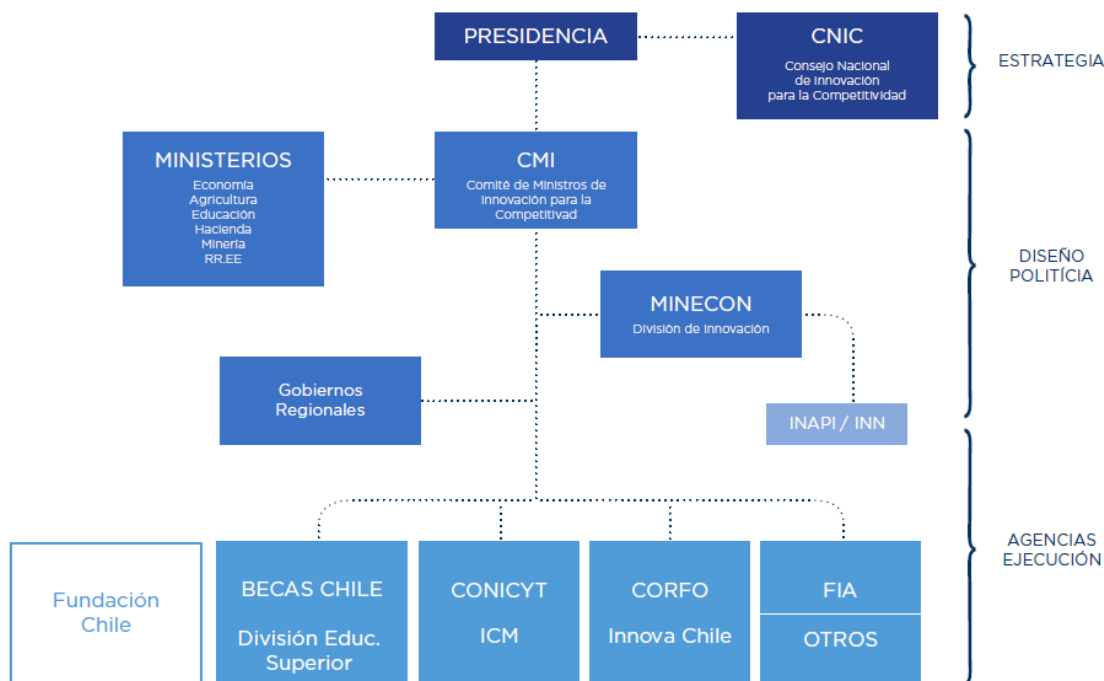 PRESIDENCIA
CNIC
Consejo Nacional
de Innovación
para la Competitividad
ESTRATEGIA
MINISTERIOS
Economía
Agricultura
Educación
Hacienda
Minería
RR.EE
CMI
Comité de Ministros de
Innovación para la
Competitivad
MINECON
División de Innovación
DISEÑO
POLITÍCIA
Gobiernos
Regionales
INAPI / INN
AGENCIAS
EJECUCIÓN
Fundación
Chile
BECAS CHILE
División Educ.
Superior
CONICYT
ICM
CORFO
Innova Chile
FIA
OTROS